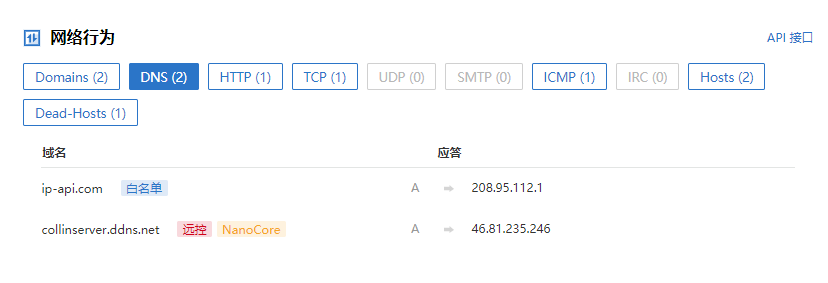 网络行为
API 接口
Domains (2) DNS (2) HTTP (1) TCP (1) UDP (0) SMTP (0) ICMP (1) IRC (0) Hosts (2)
Dead-Hosts (1)
域名 应答
ip-api.com 白名单 A 208.95.112.1
collinserver.ddns.net 远控 NanoCore A 46.81.235.246